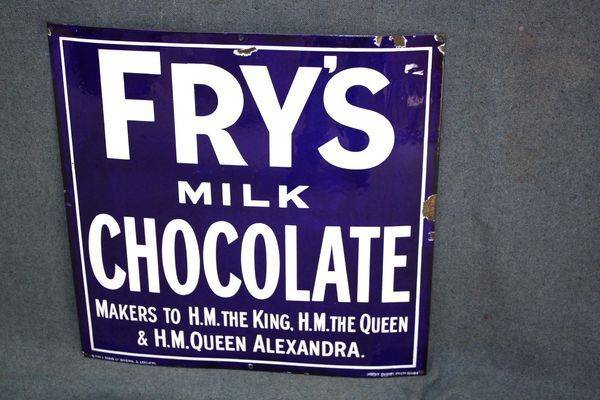 FRY'S
MILK
CHOCOLATE
MAKERS TO H.M. THE KING, H.M. THE QUEEN
& H.M. QUEEN ALEXANDRA.